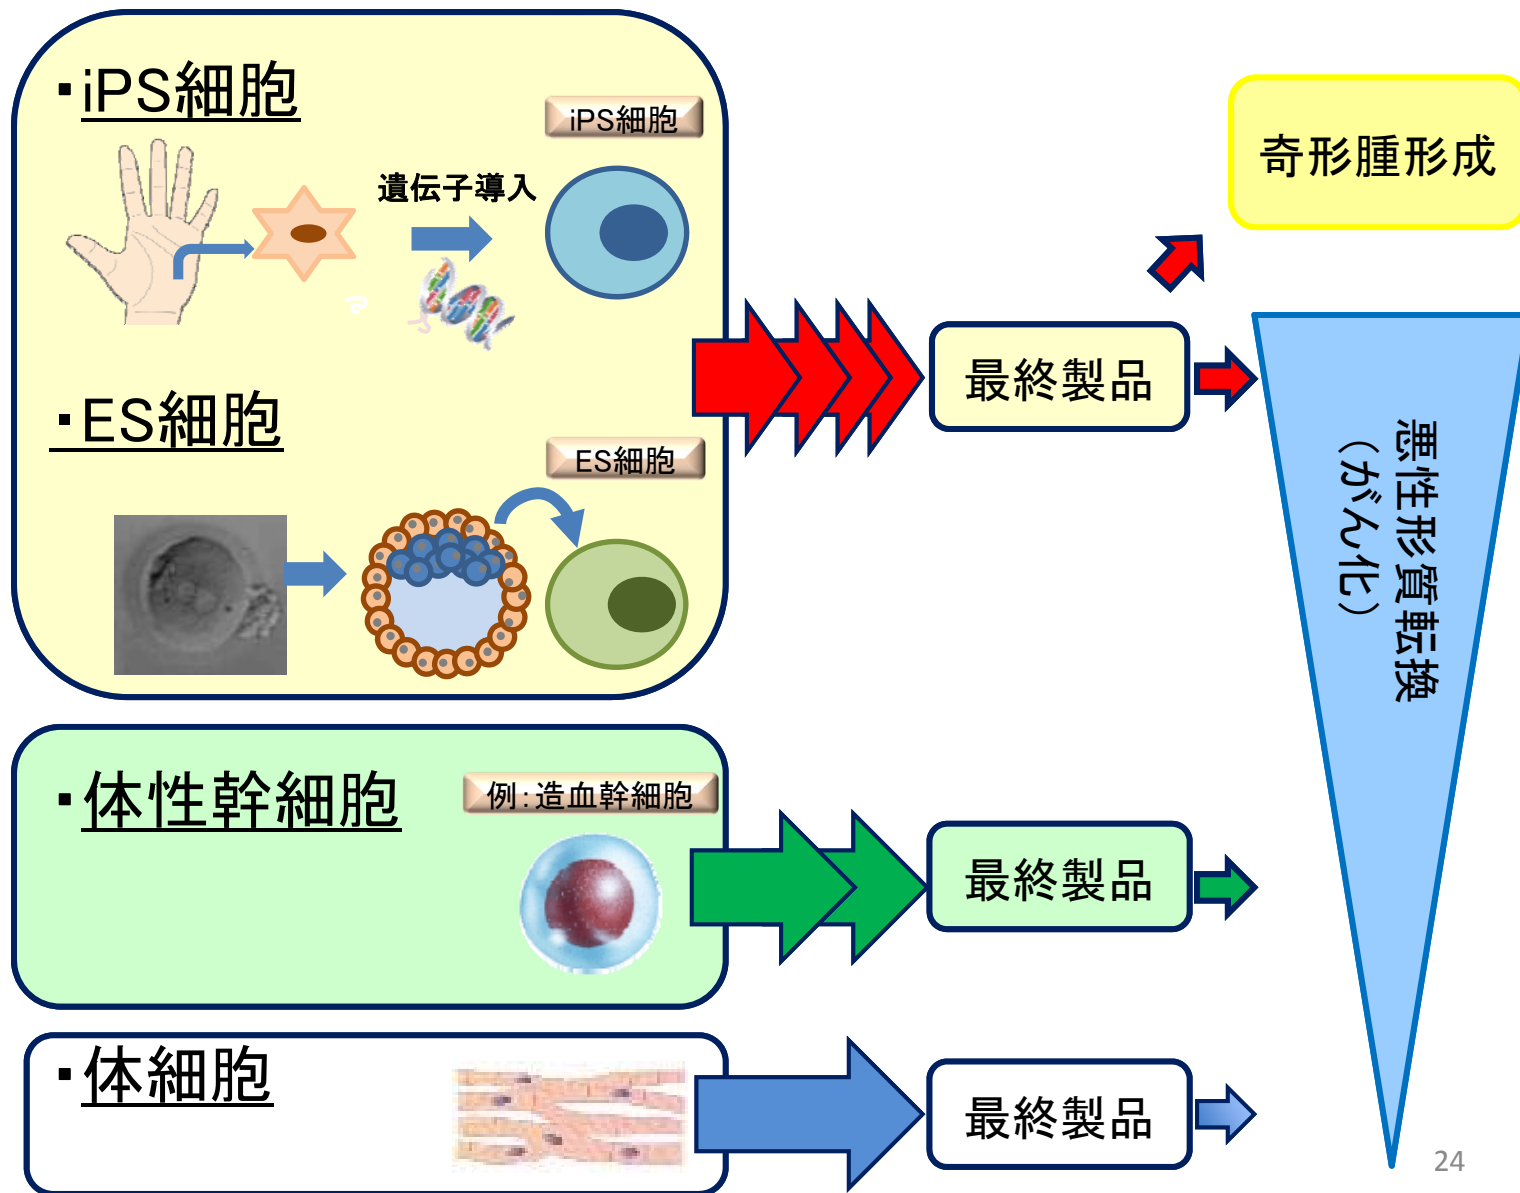 ・iPS細胞
iPS細胞
遺伝子導入
・ES細胞
ES細胞
最終製品
奇形腫形成
悪性形質転換
（がん化）
・体性幹細胞
例：造血幹細胞
最終製品
・体細胞
最終製品
24